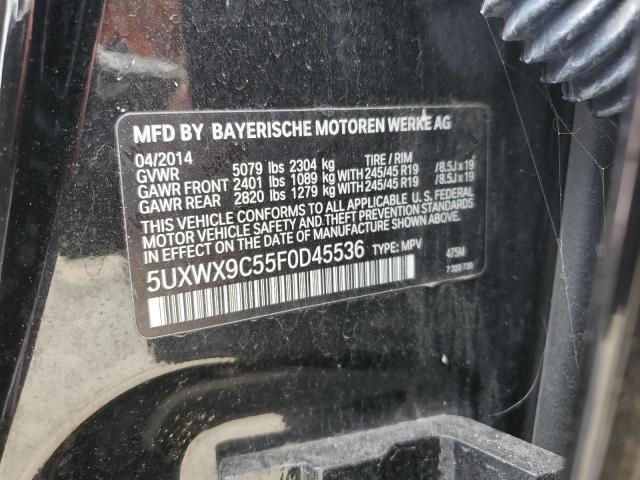 MFD BY BAYERISCHE MOTOREN WERKE AG
04/2014 TIRE / RIM
GVWR 5079 lbs 2304 kg
GAWR FRONT 2401 lbs 1089 kg WITH 245/45 R19 /8.5J x 19
GAWR REAR 2820 lbs 1279 kg WITH 245/45 R19 /8.5J x 19
THIS VEHICLE CONFORMS TO ALL APPLICABLE U. S. FEDERAL
MOTOR VEHICLE SAFETY AND THEFT PREVENTION STANDARDS
IN EFFECT ON THE DATE OF MANUFACTURE SHOWN ABOVE.
5UXWX9C55F0D45536 TYPE: MPV 475M
7 320 730